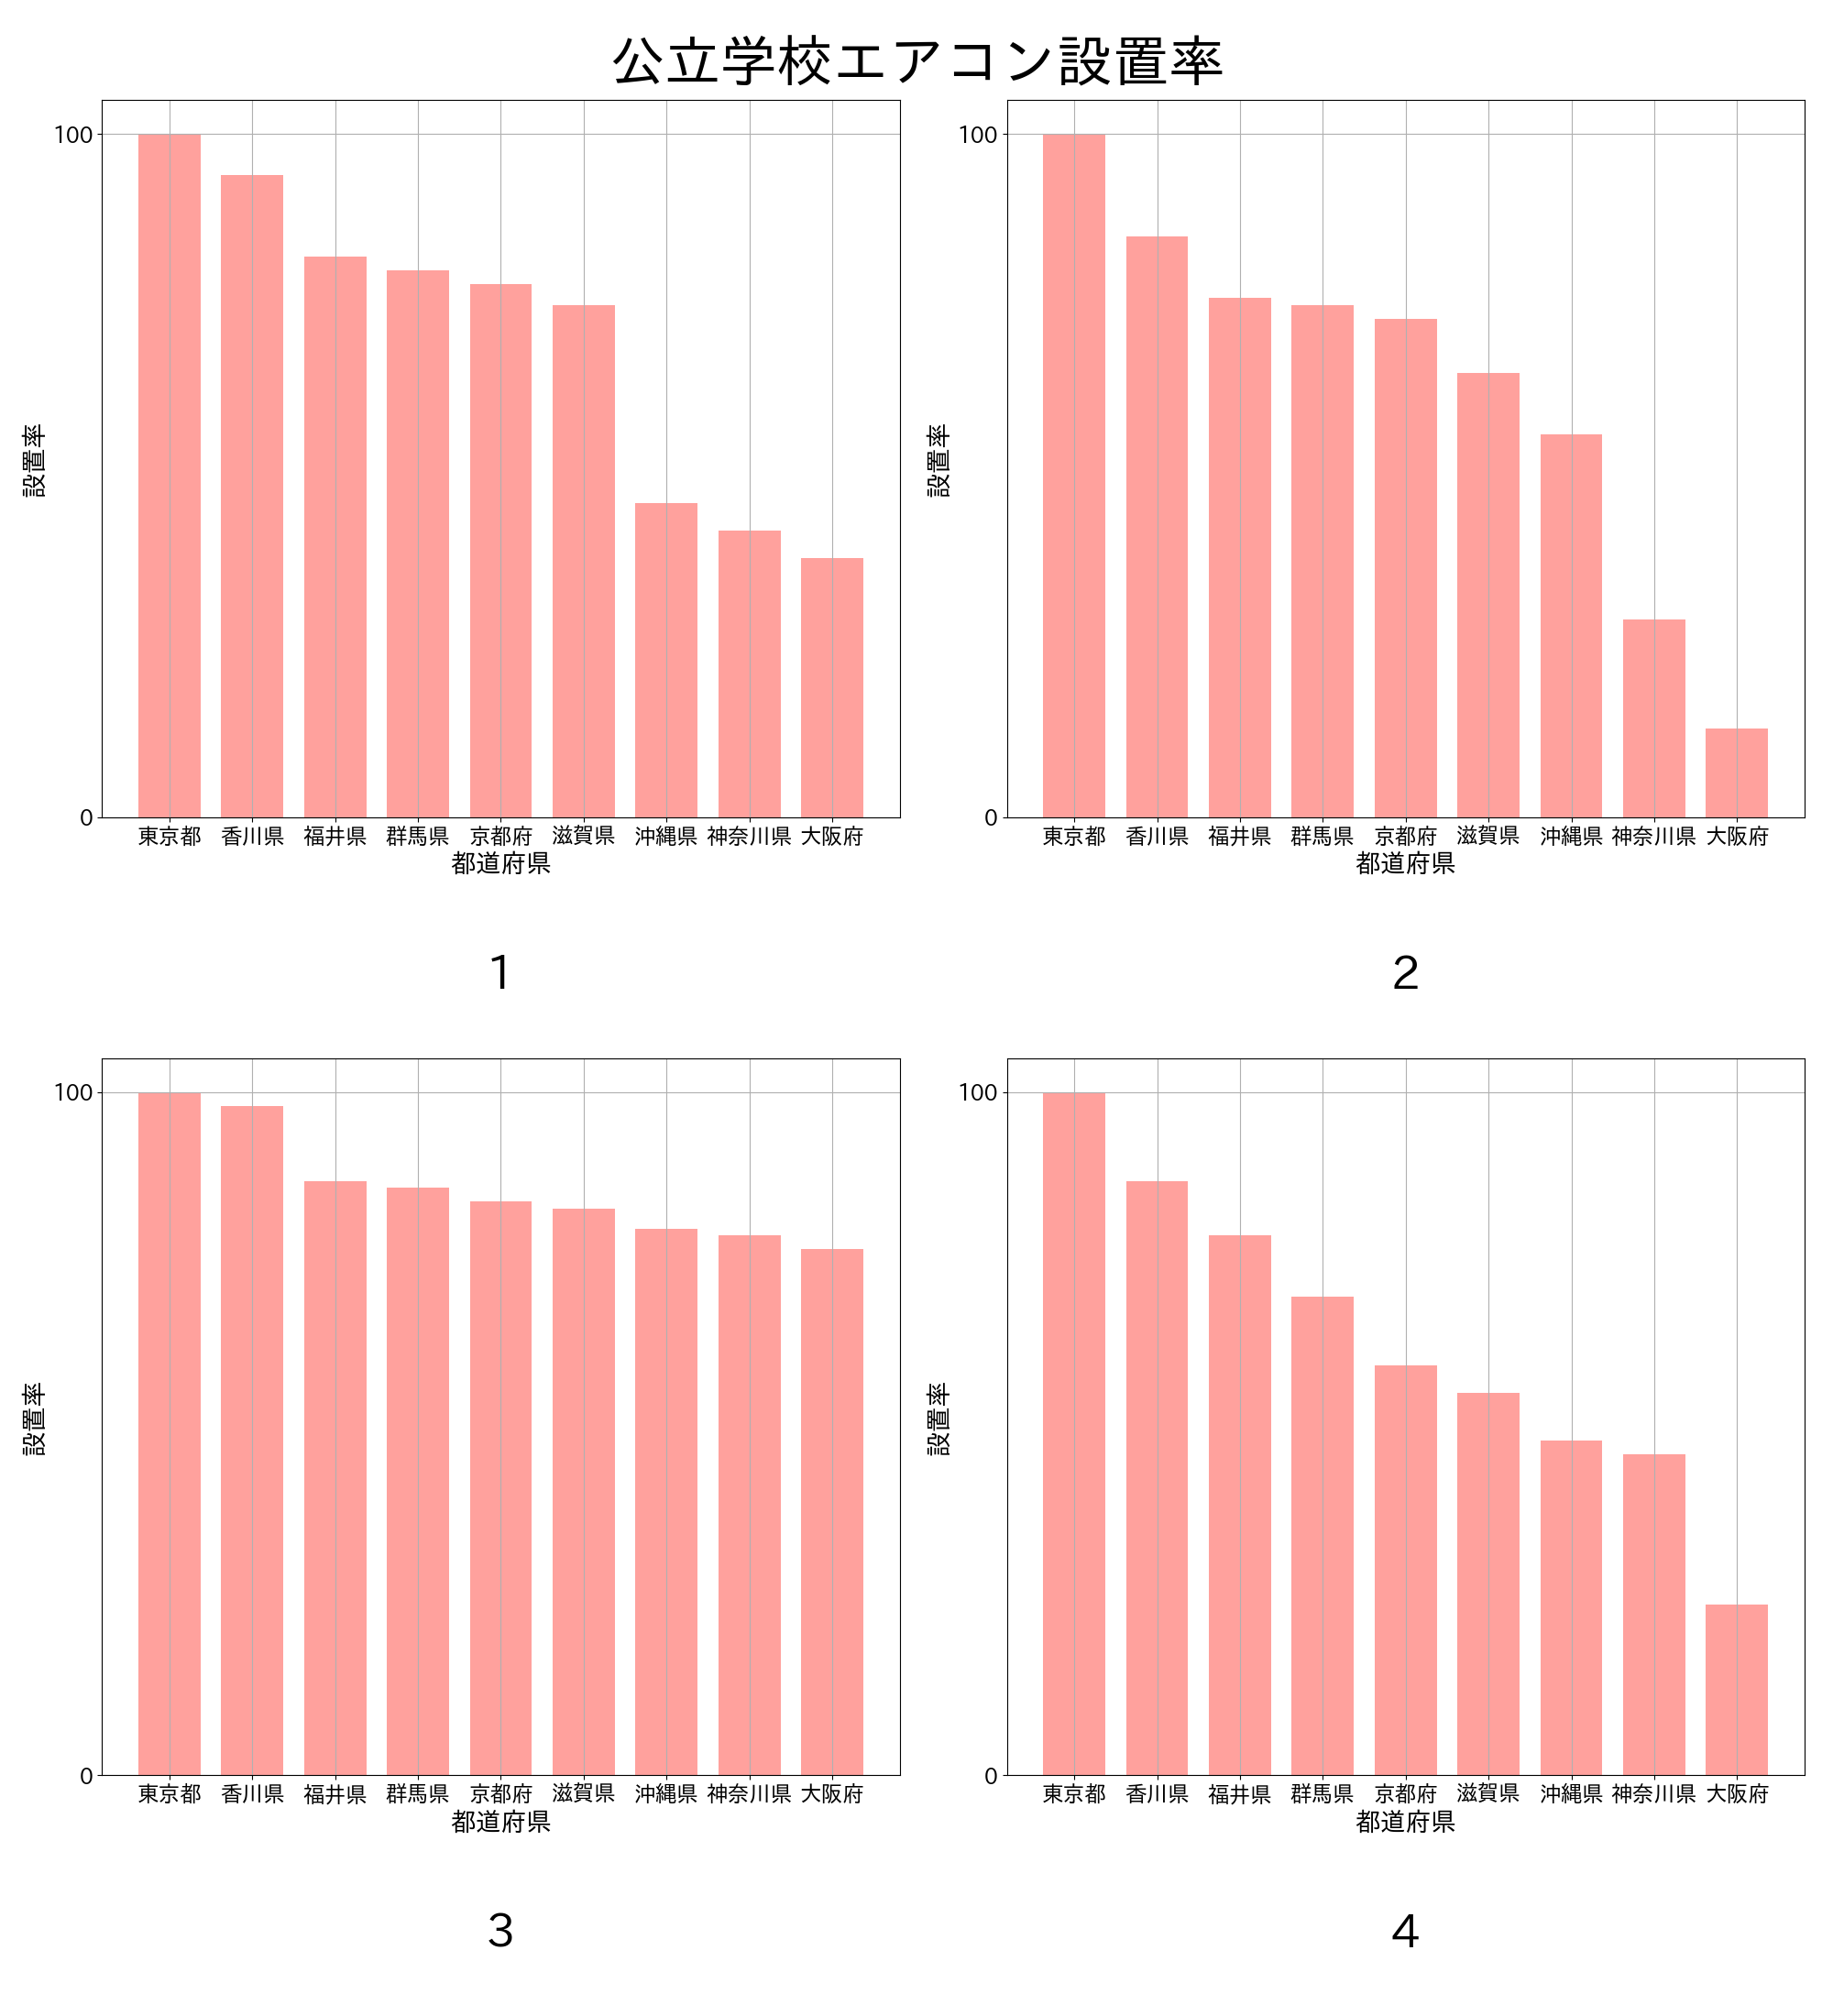 公立学校エアコン設置率
100
0
設置率
東京都 香川県 福井県 群馬県 京都府 滋賀県 沖縄県 神奈川県 大阪府
都道府県
1
100
0
設置率
東京都 香川県 福井県 群馬県 京都府 滋賀県 沖縄県 神奈川県 大阪府
都道府県
2
100
0
設置率
東京都 香川県 福井県 群馬県 京都府 滋賀県 沖縄県 神奈川県 大阪府
都道府県
3
100
0
設置率
東京都 香川県 福井県 群馬県 京都府 滋賀県 沖縄県 神奈川県 大阪府
都道府県
4